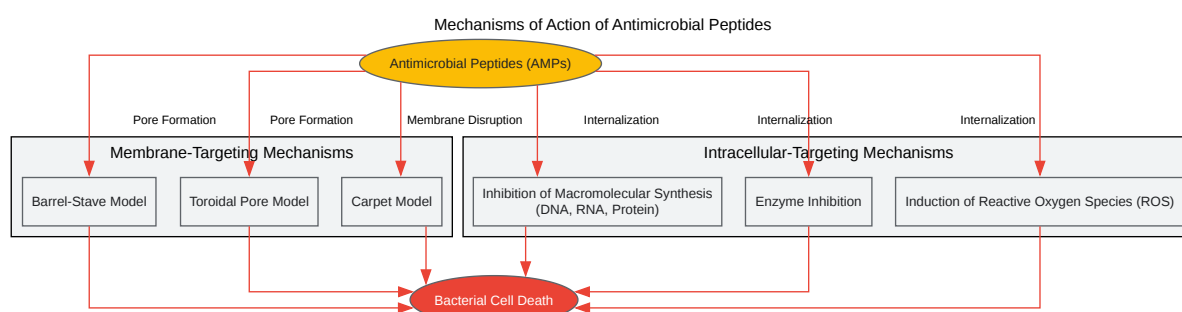 Mechanisms of Action of Antimicrobial Peptides
Antimicrobial Peptides (AMPs)
Pore Formation
Pore Formation
Membrane Disruption
Internalization
Internalization
Internalization
Membrane-Targeting Mechanisms
Intracellular-Targeting Mechanisms
Barrel-Stave Model
Toroidal Pore Model
Carpet Model
Inhibition of Macromolecular Synthesis
(DNA, RNA, Protein)
Enzyme Inhibition
Induction of Reactive Oxygen Species (ROS)
Bacterial Cell Death